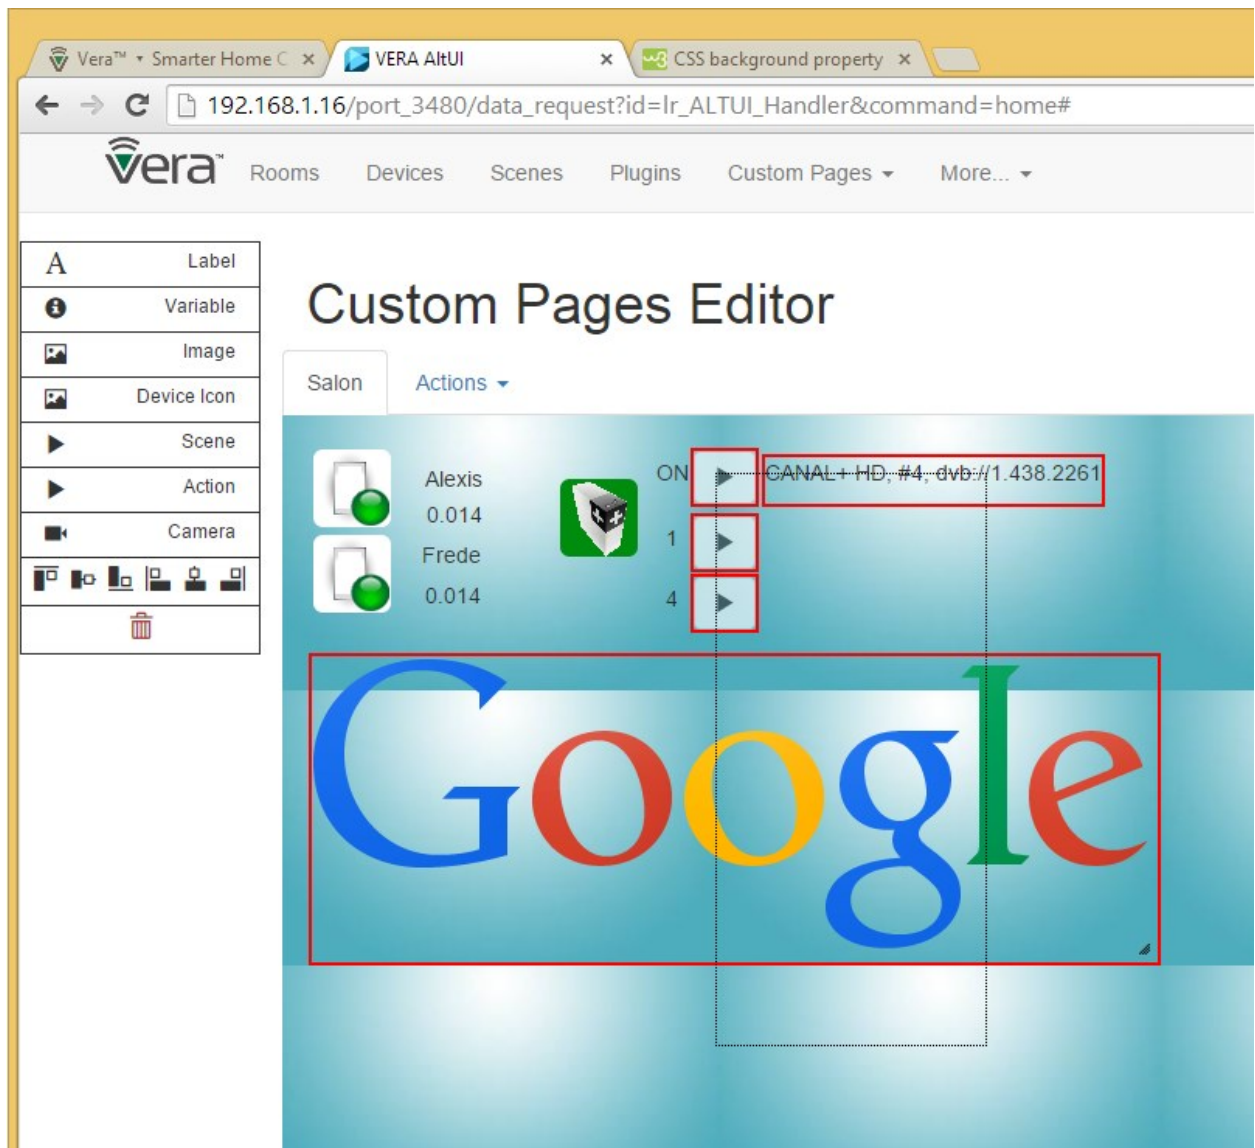 Vera™ • Smarter Home C
VERA AltUI
CSS background property
192.168.1.16/port_3480/data_request?id=lr_ALTUI_Handler&command=home#
vera™ Rooms Devices Scenes Plugins Custom Pages More...
A Label
Variable
Image
Device Icon
Scene
Action
Camera
Custom Pages Editor
Salon Actions
Alexis
0.014
Frede
0.014
ON
1
4
CANAL+ HD, #4, dvb://1.438.2261
Google